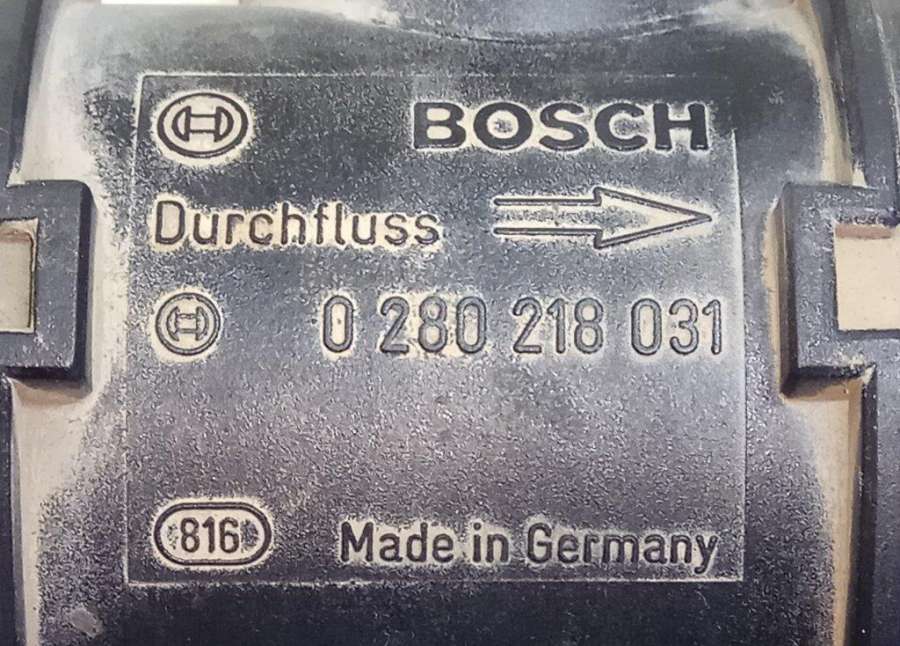 BOSCH
Durchfluss
0 280 218 031
816 Made in Germany